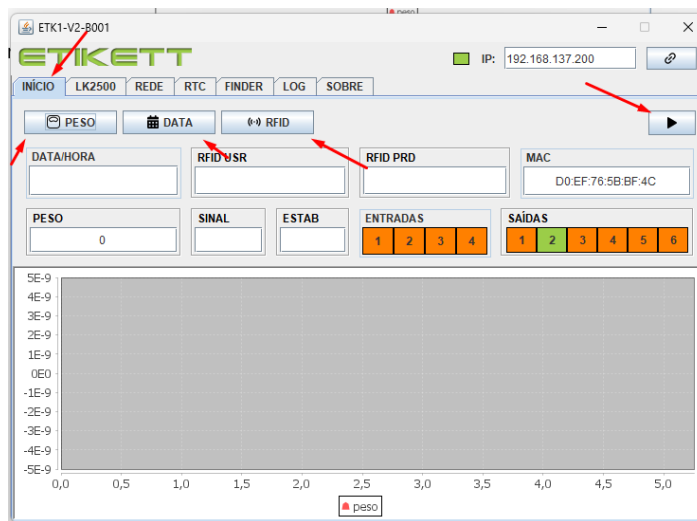 peso
ETK1-V2-B001
ETIKETT
IP: 192.168.137.200
INÍCIO LK2500 REDE RTC FINDER LOG SOBRE
PESO DATA RFID
DATA/HORA RFID USR RFID PRD MAC
D0:EF:76:5B:BF:4C
PESO SINAL ESTAB ENTRADAS SAÍDAS
0 1 2 3 4 1 2 3 4 5 6
5E-9
4E-9
3E-9
2E-9
1E-9
0E0
-1E-9
-2E-9
-3E-9
-4E-9
-5E-9
0,0 0,5 1,0 1,5 2,0 2,5 3,0 3,5 4,0 4,5 5,0
peso